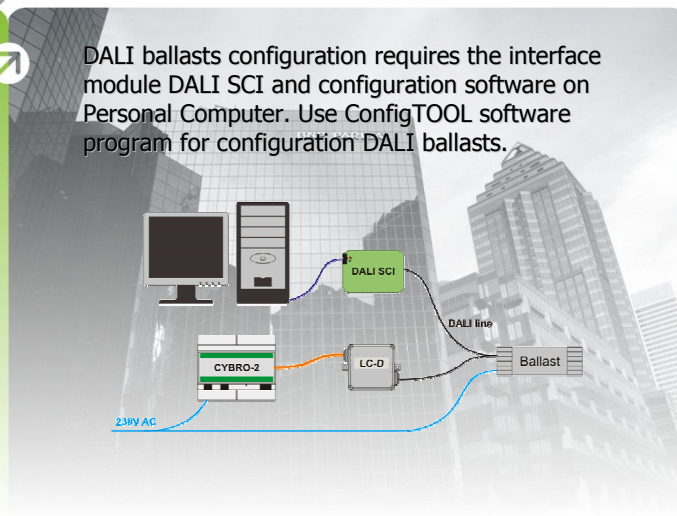 DALI ballasts configuration requires the interface
module DALI SCI and configuration software on
Personal Computer. Use ConfigTOOL software
program for configuration DALI ballasts.
DALI SCI
DALI line
CYBRO-2
LC-D
Ballast
230V AC